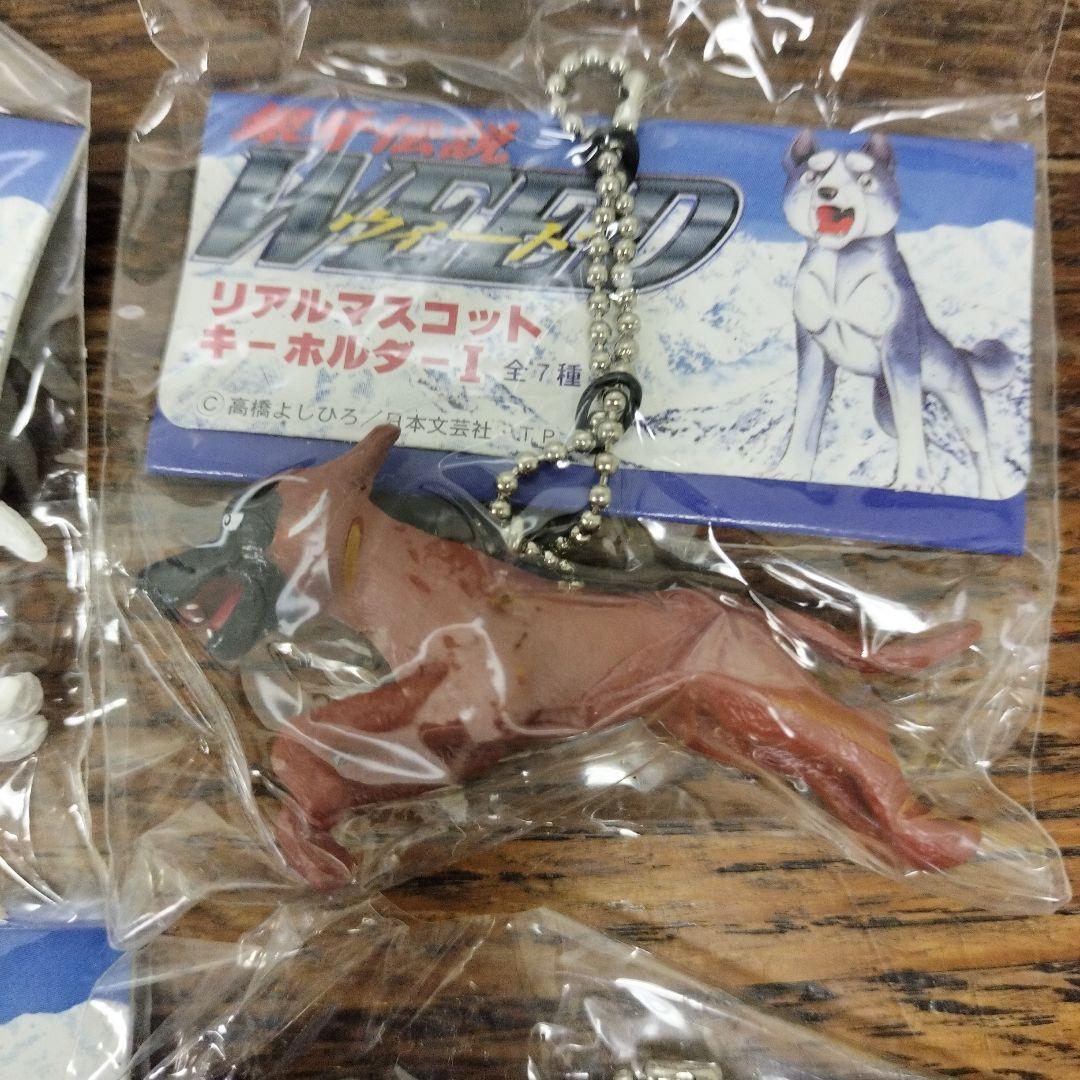 銀牙伝説
WEED
ウィード
リアルマスコット
キーホルダーI 全7種
©高橋よしひろ/日本文芸社・T.P